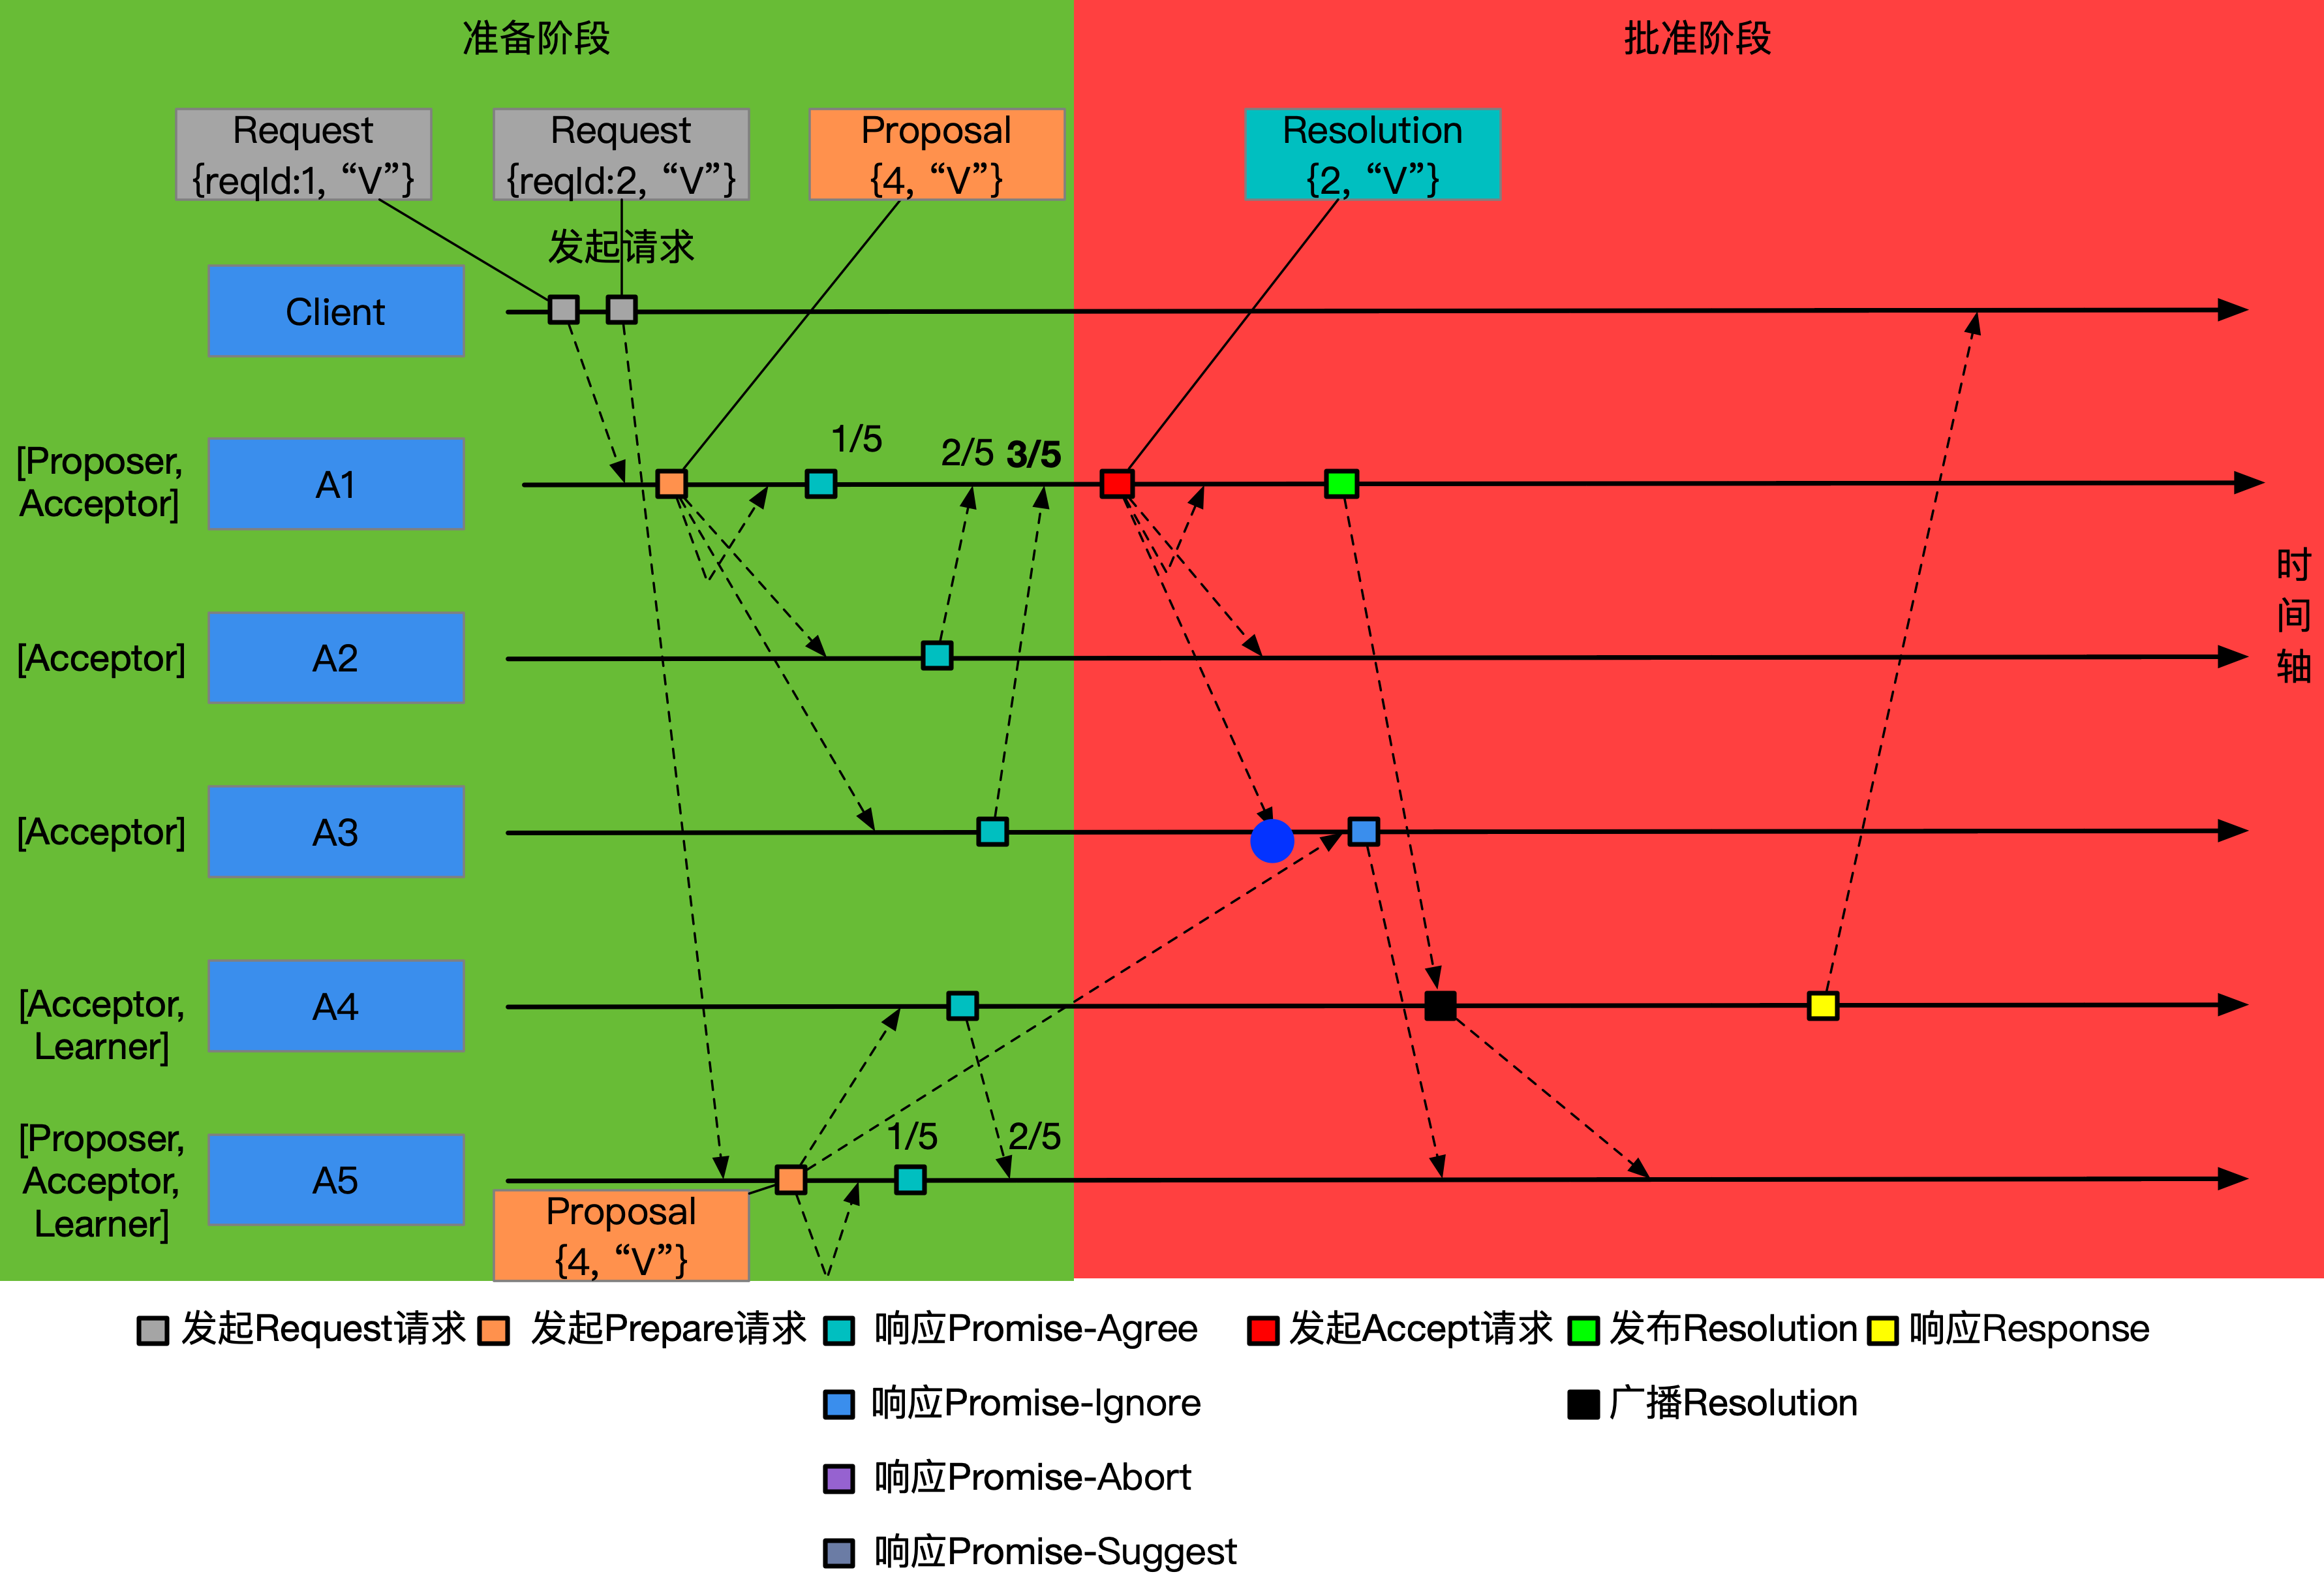 准备阶段
批准阶段
Request
{reqId:1, “V”}
Request
{reqId:2, “V”}
Proposal
{4, “V”}
Resolution
{2, “V”}
发起请求
Client
[Proposer,
Acceptor]
A1
1/5
2/5
3/5
[Acceptor]
A2
时
间
轴
[Acceptor]
A3
[Acceptor,
Learner]
A4
[Proposer,
Acceptor,
Learner]
A5
1/5
2/5
Proposal
{4, “V”}
发起Request请求
发起Prepare请求
响应Promise-Agree
发起Accept请求
发布Resolution
响应Response
响应Promise-Ignore
广播Resolution
响应Promise-Abort
响应Promise-Suggest